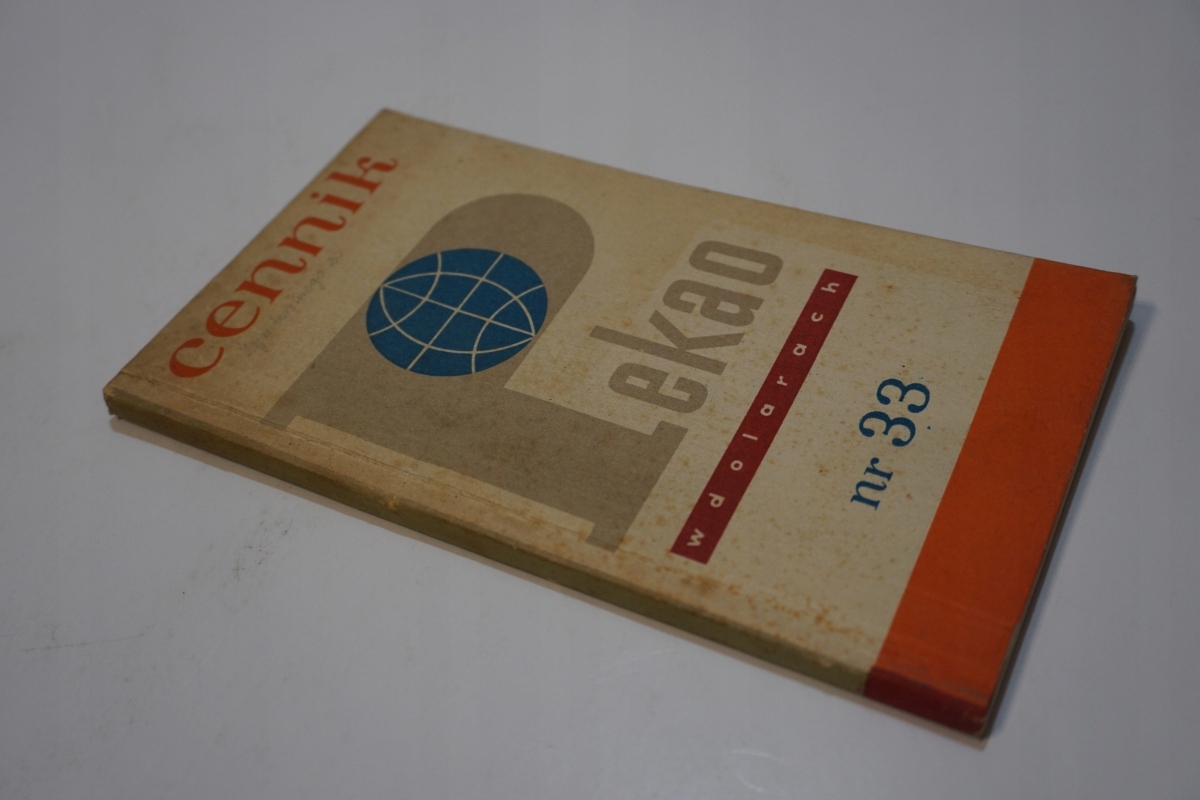 cennik
Pekao
w dolarach
nr 33